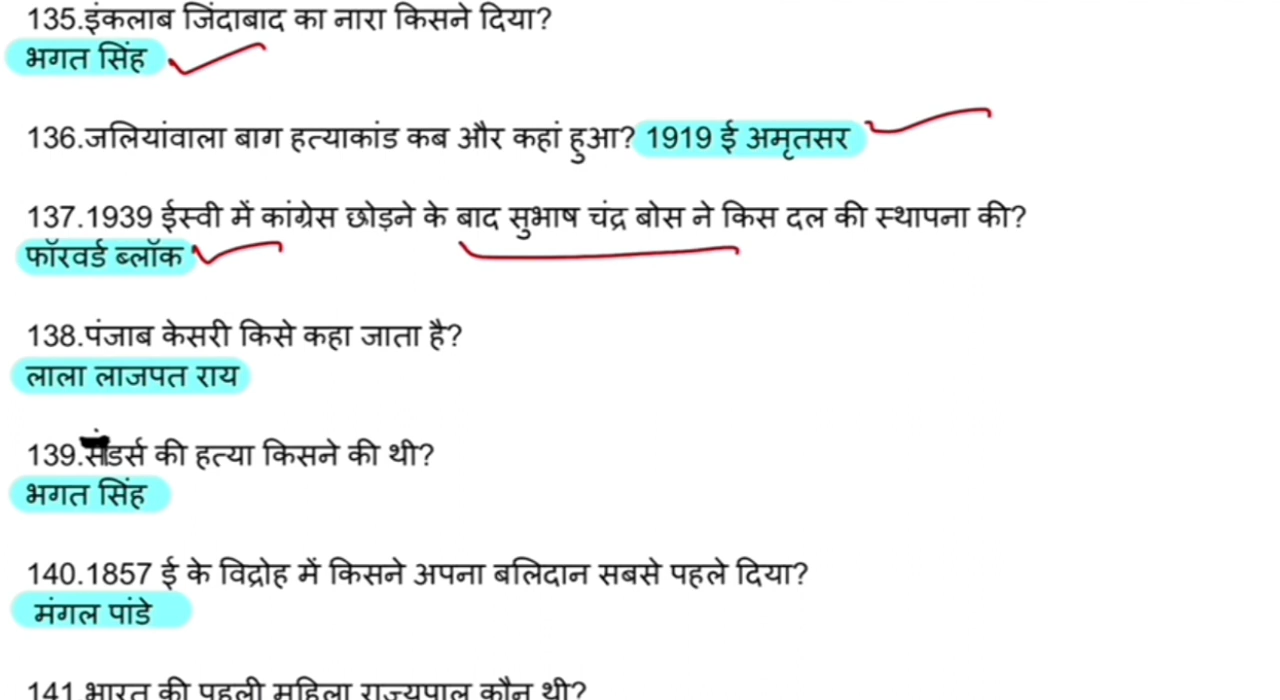 135.इंकलाब जिंदाबाद का नारा किसने दिया?
भगत सिंह
136.जलियांवाला बाग हत्याकांड कब और कहां हुआ? 1919 ई अमृतसर
137.1939 ईस्वी में कांग्रेस छोड़ने के बाद सुभाष चंद्र बोस ने किस दल की स्थापना की?
फॉरवर्ड ब्लॉक
138.पंजाब केसरी किसे कहा जाता है?
लाला लाजपत राय
139.सांडर्स की हत्या किसने की थी?
भगत सिंह
140.1857 ई के विद्रोह में किसने अपना बलिदान सबसे पहले दिया?
मंगल पांडे
141.भारत की पहली महिला राज्यपाल कौन थी?